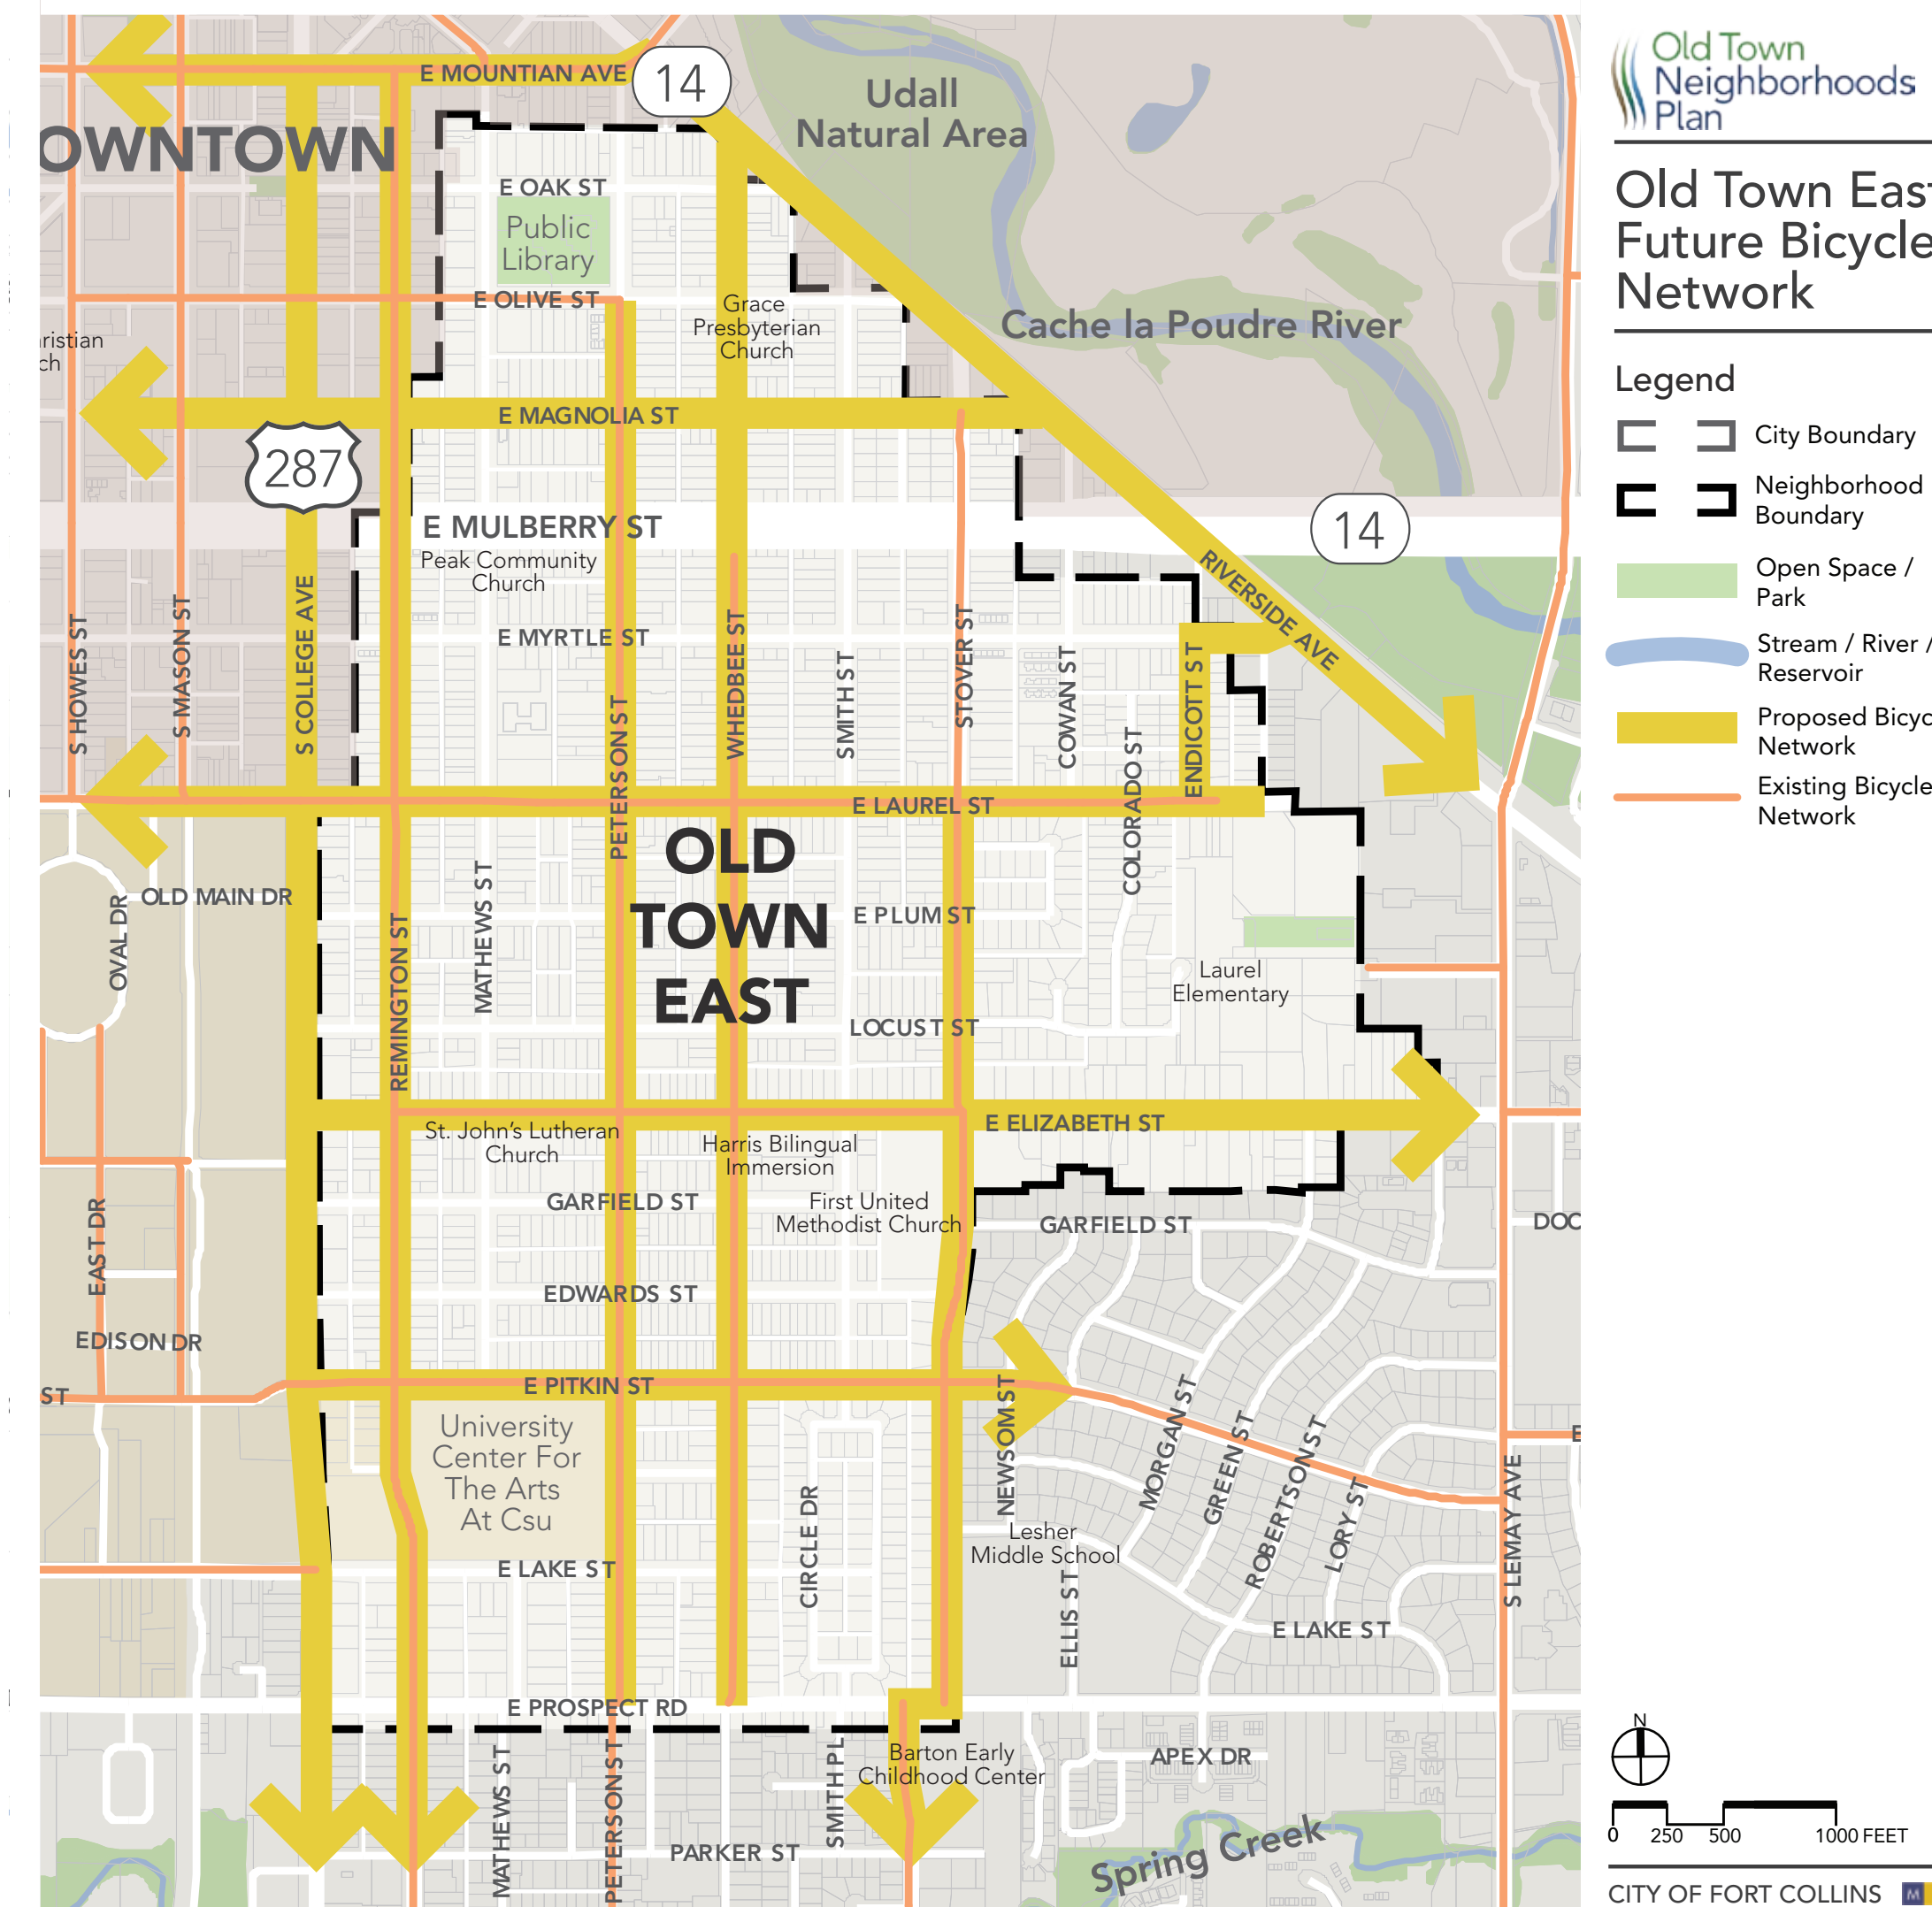 E MOUNTIAN AVE
14
Udall
Natural Area
OWNTOWN
E OAK ST
Public
Library
E OLIVE ST
Grace
Presbyterian
Church
Cache la Poudre River
ristian
ch
E MAGNOLIA ST
287
E MULBERRY ST
14
Peak Community
Church
RIVERSIDE AVE
S HOWES ST
S MASON ST
S COLLEGE AVE
E MYRTLE ST
PETERSON ST
WHEDBEE ST
SMITH ST
STOVER ST
COWAN ST
COLORADO ST
ENDICOTT ST
E LAUREL ST
OLD
TOWN
EAST
OLD MAIN DR
OVAL DR
REMINGTON ST
MATHEWS ST
E PLUM ST
Laurel
Elementary
LOCUST ST
E ELIZABETH ST
St. John's Lutheran
Church
Harris Bilingual
Immersion
GARFIELD ST
First United
Methodist Church
GARFIELD ST
DOC
EAST DR
EDWARDS ST
EDISON DR
ST
E PITKIN ST
University
Center For
The Arts
At Csu
CIRCLE DR
NEWSOM ST
MORGAN ST
GREEN ST
ROBERTSON ST
LORY ST
S LEMAY AVE
E
Lesher
Middle School
E LAKE ST
ELLIS ST
E LAKE ST
E PROSPECT RD
MATHEWS ST
PETERSON ST
SMITH PL
Barton Early
Childhood Center
APEX DR
PARKER ST
Spring Creek
Old Town
Neighborhoods
Plan
Old Town East
Future Bicycle
Network
Legend
City Boundary
Neighborhood
Boundary
Open Space /
Park
Stream / River /
Reservoir
Proposed Bicyc
Network
Existing Bicycle
Network
N
0 250 500 1000 FEET
CITY OF FORT COLLINS
M